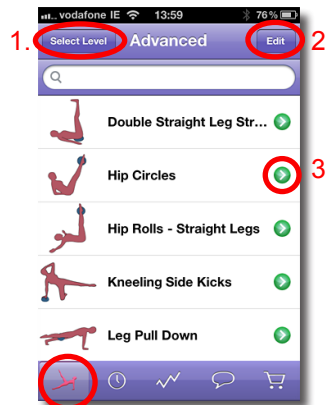 vodafone IE 13:59 76%
1. Select Level Advanced Edit 2
Double Straight Leg Str...
Hip Circles 3
Hip Rolls - Straight Legs
Kneeling Side Kicks
Leg Pull Down